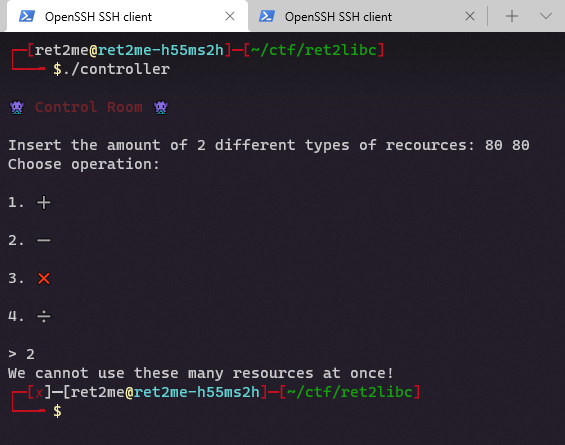 OpenSSH SSH client
OpenSSH SSH client
┌─[ret2me@ret2me-h55ms2h]─[~/ctf/ret2libc]
└──╼ $./controller
👾 Control Room 👾
Insert the amount of 2 different types of recources: 80 80
Choose operation:
1. ➕
2. ➖
3. ❌
4. ➗
> 2
We cannot use these many resources at once!
┌─[✗]─[ret2me@ret2me-h55ms2h]─[~/ctf/ret2libc]
└──╼ $